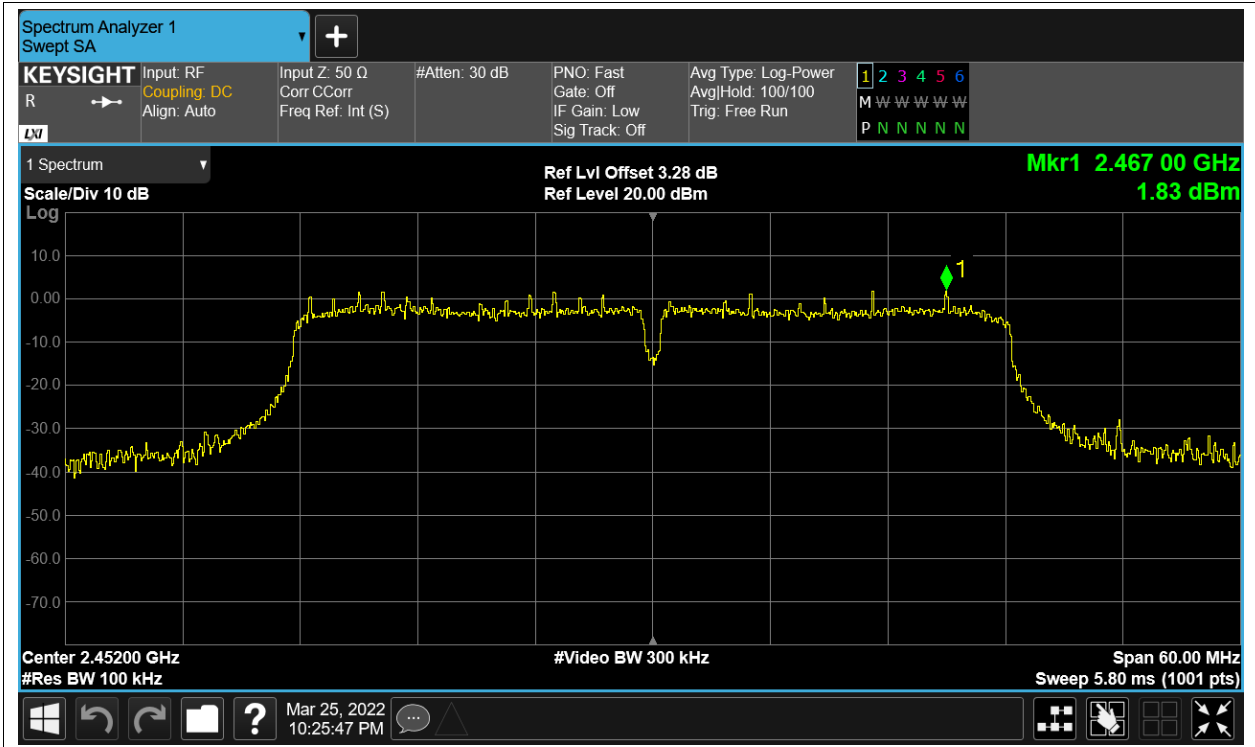 Spectrum Analyzer 1
Swept SA
KEYSIGHT
R
LXI
Input: RF
Coupling: DC
Align: Auto
Input Z: 50 Ω
Corr CCorr
Freq Ref: Int (S)
#Atten: 30 dB
PNO: Fast
Gate: Off
IF Gain: Low
Sig Track: Off
Avg Type: Log-Power
Avg|Hold: 100/100
Trig: Free Run
1 2 3 4 5 6
M W W W W W
P N N N N N
1 Spectrum
Scale/Div 10 dB
Log
Ref Lvl Offset 3.28 dB
Ref Level 20.00 dBm
Mkr1 2.467 00 GHz
1.83 dBm
1
10.0
0.00
-10.0
-20.0
-30.0
-40.0
-50.0
-60.0
-70.0
Center 2.45200 GHz
#Res BW 100 kHz
#Video BW 300 kHz
Span 60.00 MHz
Sweep 5.80 ms (1001 pts)
?
Mar 25, 2022
10:25:47 PM